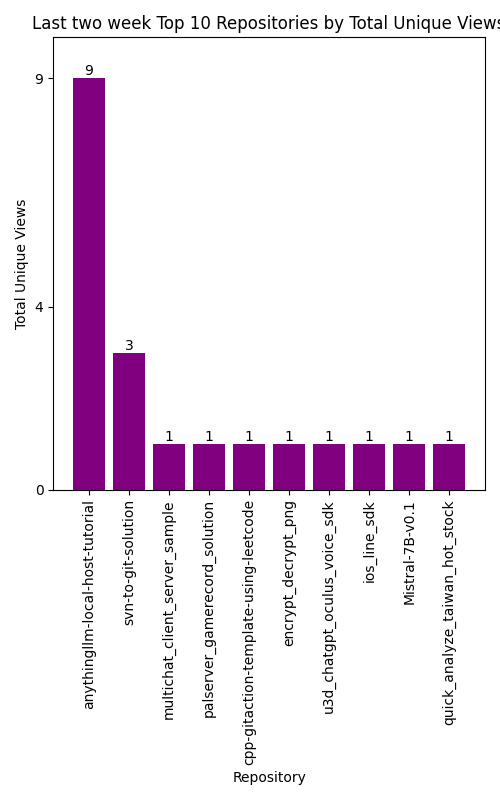 Last two week Top 10 Repositories by Total Unique Views
Total Unique Views
9
4
0
9
3
1
1
1
1
1
1
1
1
anythingllm-local-host-tutorial
svn-to-git-solution
multichat_client_server_sample
palserver_gamerecord_solution
cpp-gitaction-template-using-leetcode
encrypt_decrypt_png
u3d_chatgpt_oculus_voice_sdk
ios_line_sdk
Mistral-7B-v0.1
quick_analyze_taiwan_hot_stock
Repository